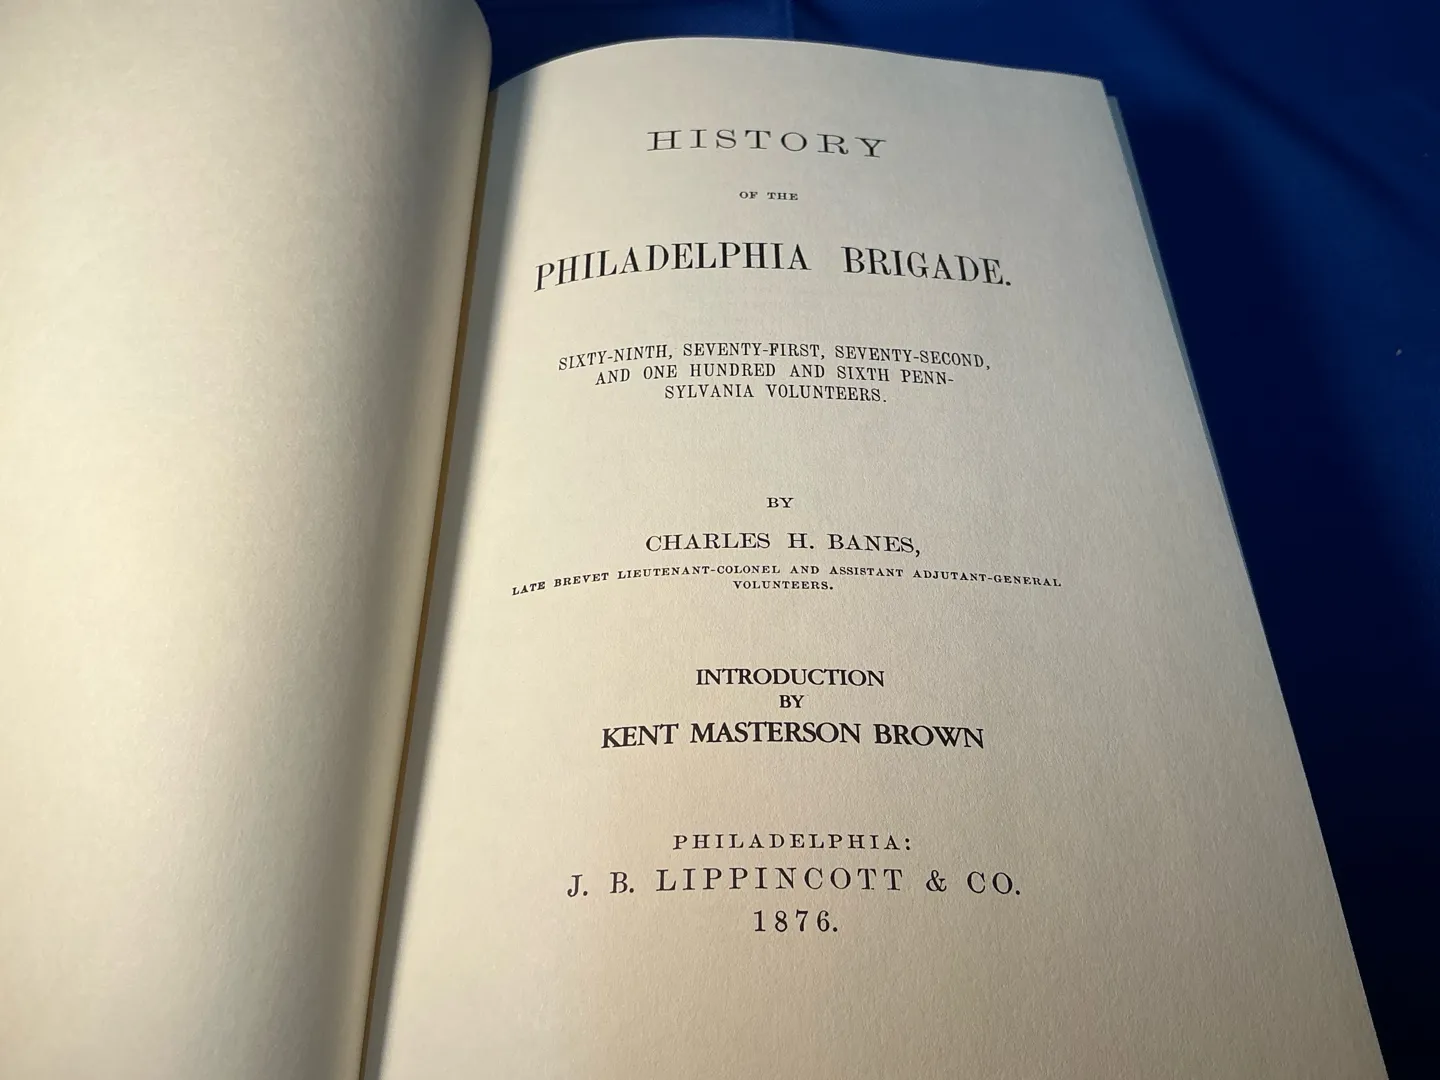 HISTORY
OF THE
PHILADELPHIA BRIGADE.
SIXTY-NINTH, SEVENTY-FIRST, SEVENTY-SECOND,
AND ONE HUNDRED AND SIXTH PENN-
SYLVANIA VOLUNTEERS.
BY
CHARLES H. BANES,
LATE BREVET LIEUTENANT-COLONEL AND ASSISTANT ADJUTANT-GENERAL
VOLUNTEERS.
INTRODUCTION
BY
KENT MASTERSON BROWN
PHILADELPHIA:
J. B. LIPPINCOTT & CO.
1876.